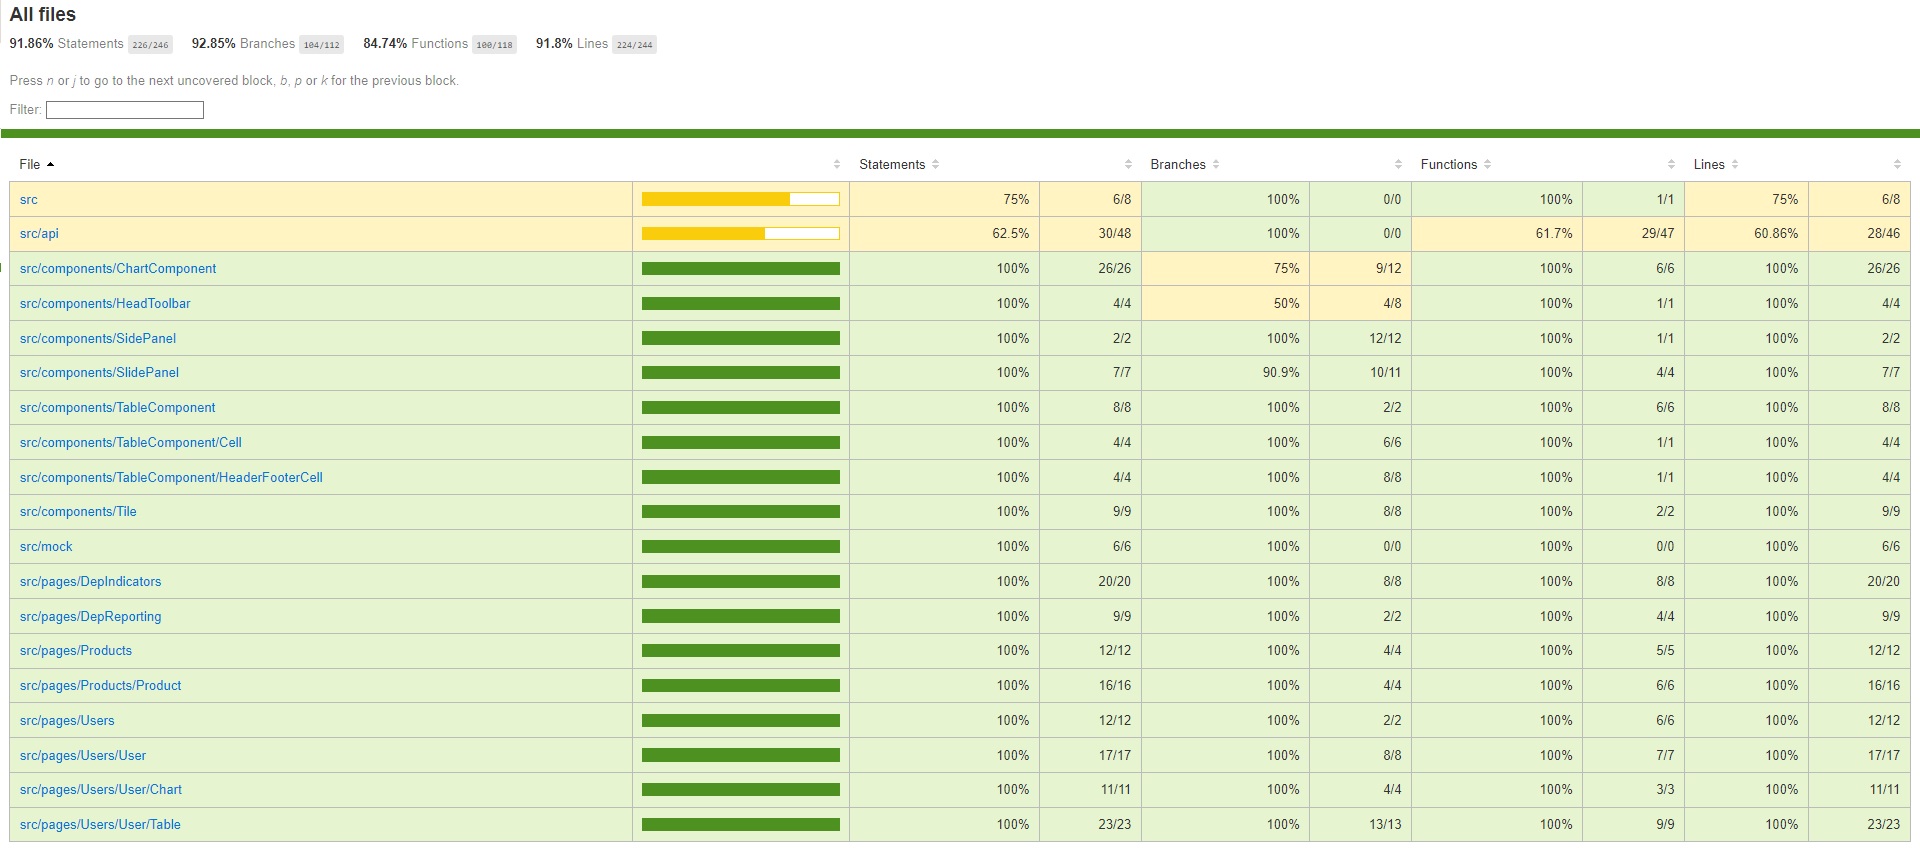 All files
91.86% Statements 226/246 92.85% Branches 104/112 84.74% Functions 100/118 91.8% Lines 224/244
Press n or j to go to the next uncovered block, b, p or k for the previous block.
Filter:
File Statements Branches Functions Lines
src 75% 6/8 100% 0/0 100% 1/1 75% 6/8
src/api 62.5% 30/48 100% 0/0 61.7% 29/47 60.86% 28/46
src/components/ChartComponent 100% 26/26 75% 9/12 100% 6/6 100% 26/26
src/components/HeadToolbar 100% 4/4 50% 4/8 100% 1/1 100% 4/4
src/components/SidePanel 100% 2/2 100% 12/12 100% 1/1 100% 2/2
src/components/SlidePanel 100% 7/7 90.9% 10/11 100% 4/4 100% 7/7
src/components/TableComponent 100% 8/8 100% 2/2 100% 6/6 100% 8/8
src/components/TableComponent/Cell 100% 4/4 100% 6/6 100% 1/1 100% 4/4
src/components/TableComponent/HeaderFooterCell 100% 4/4 100% 8/8 100% 1/1 100% 4/4
src/components/Tile 100% 9/9 100% 8/8 100% 2/2 100% 9/9
src/mock 100% 6/6 100% 0/0 100% 0/0 100% 6/6
src/pages/DepIndicators 100% 20/20 100% 8/8 100% 8/8 100% 20/20
src/pages/DepReporting 100% 9/9 100% 2/2 100% 4/4 100% 9/9
src/pages/Products 100% 12/12 100% 4/4 100% 5/5 100% 12/12
src/pages/Products/Product 100% 16/16 100% 4/4 100% 6/6 100% 16/16
src/pages/Users 100% 12/12 100% 2/2 100% 6/6 100% 12/12
src/pages/Users/User 100% 17/17 100% 8/8 100% 7/7 100% 17/17
src/pages/Users/User/Chart 100% 11/11 100% 4/4 100% 3/3 100% 11/11
src/pages/Users/User/Table 100% 23/23 100% 13/13 100% 9/9 100% 23/23